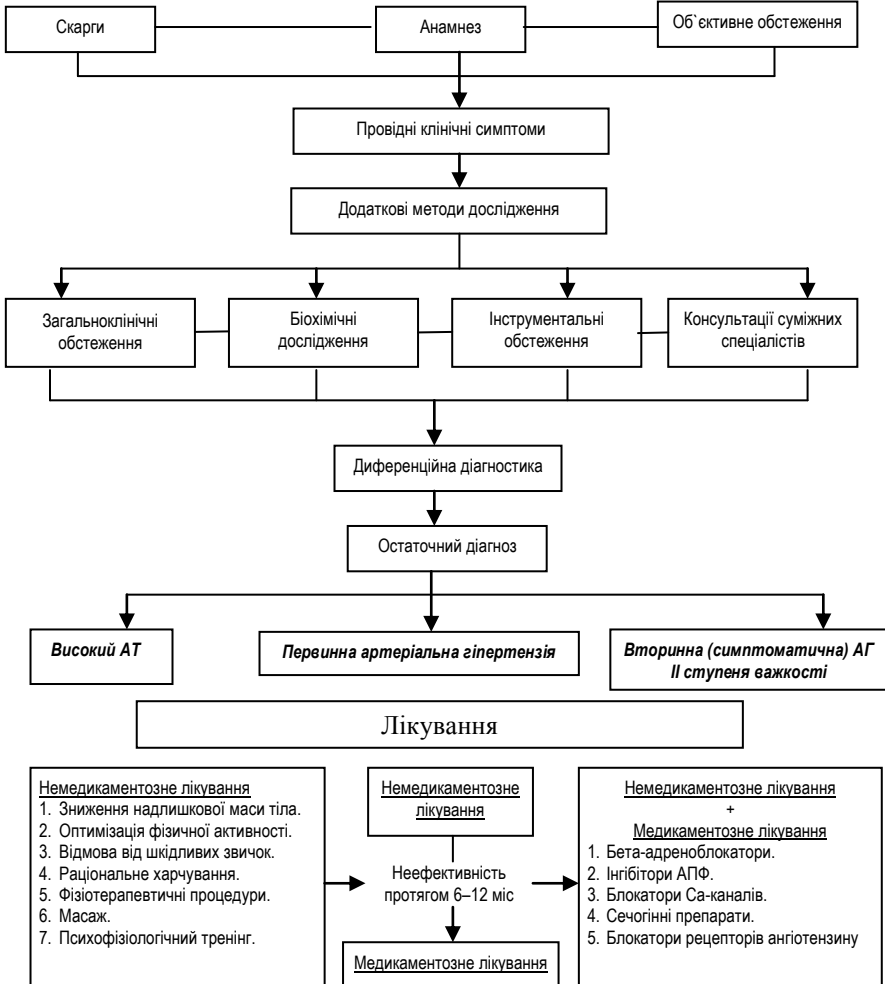 Скарги
Анамнез
Об`єктивне обстеження
Провідні клінічні симптоми
Додаткові методи дослідження
Загальноклінічні
обстеження
Біохімічні
дослідження
Інструментальні
обстеження
Консультації суміжних
спеціалістів
Диференційна діагностика
Остаточний діагноз
Високий АТ
Первинна артеріальна гіпертензія
Вторинна (симптоматична) АГ
ІІ ступеня важкості
Лікування
Немедикаментозне лікування
1. Зниження надлишкової маси тіла.
2. Оптимізація фізичної активності.
3. Відмова від шкідливих звичок.
4. Раціональне харчування.
5. Фізіотерапевтичні процедури.
6. Масаж.
7. Психофізіологічний тренінг.
Немедикаментозне
лікування
Неефективність
протягом 6–12 міс
Медикаментозне лікування
Немедикаментозне лікування
+
Медикаментозне лікування
1. Бета-адреноблокатори.
2. Інгібітори АПФ.
3. Блокатори Са-каналів.
4. Сечогінні препарати.
5. Блокатори рецепторів ангіотензину